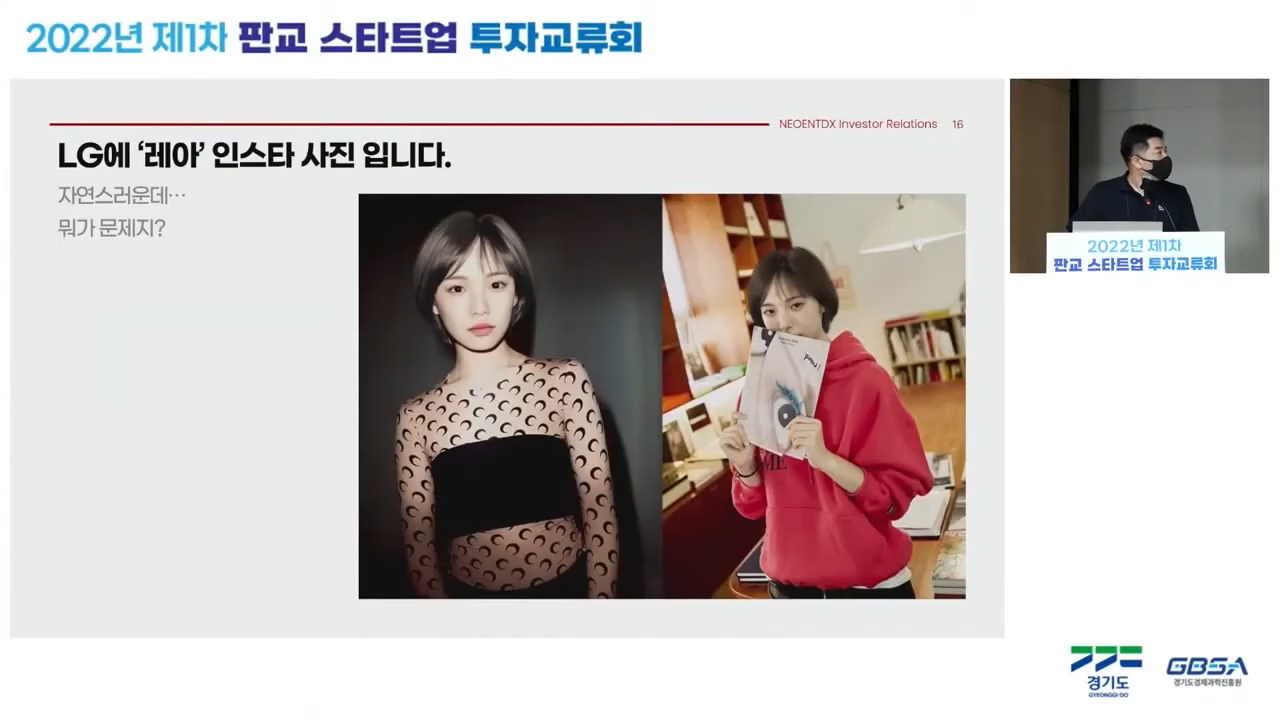 2022년 제1차 판교 스타트업 투자교류회
NEOENTDX Investor Relations 16
LG에 ‘레아’ 인스타 사진 입니다.
자연스러운데…
뭐가 문제지?
2022년 제1차
판교 스타트업 투자교류회
경기도
GYEONGGI-DO
GBSA
경기도경제과학진흥원